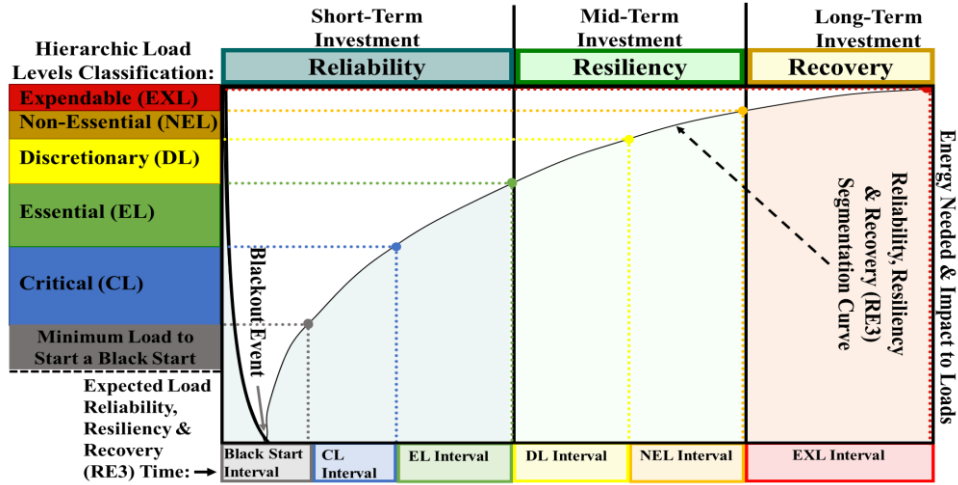 Short-Term
Investment
Mid-Term
Investment
Long-Term
Investment
Hierarchic Load
Levels Classification:
Reliability
Resiliency
Recovery
Expendable (EXL)
Non-Essential (NEL)
Discretionary (DL)
Essential (EL)
Critical (CL)
Minimum Load to
Start a Black Start
Expected Load
Reliability,
Resiliency &
Recovery
(RE3) Time:
Blackout Event
Reliability, Resiliency
& Recovery (RE3)
Segmentation Curve
Energy Needed & Impact to Loads
Black Start
Interval
CL
Interval
EL Interval
DL Interval
NEL Interval
EXL Interval